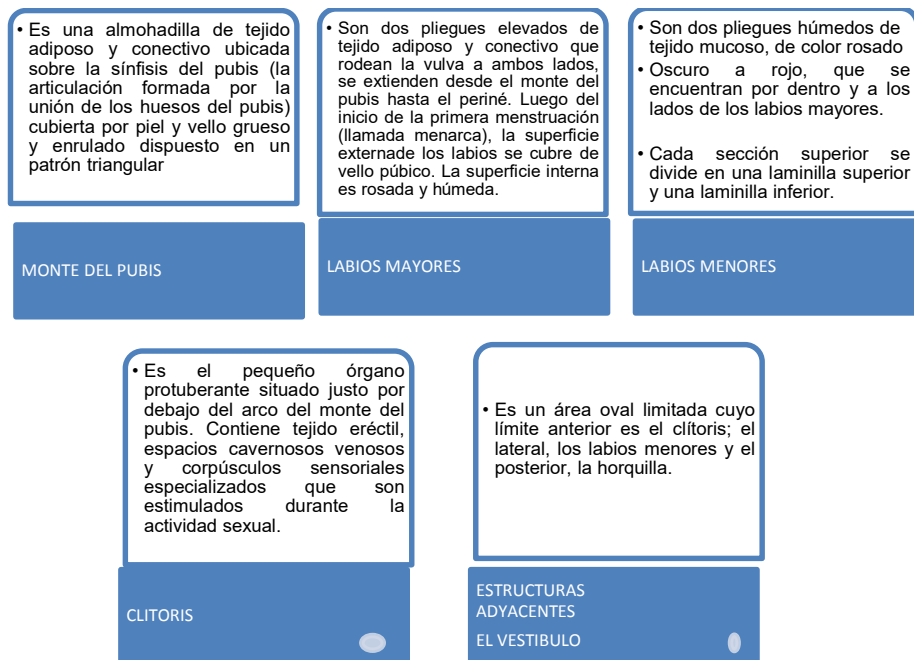 • Es una almohadilla de tejido
adiposo y conectivo ubicada
sobre la sínfisis del pubis (la
articulación formada por la
unión de los huesos del pubis)
cubierta por piel y vello grueso
y enrulado dispuesto en un
patrón triangular
MONTE DEL PUBIS
• Son dos pliegues elevados de
tejido adiposo y conectivo que
rodean la vulva a ambos lados,
se extienden desde el monte del
pubis hasta el periné. Luego del
inicio de la primera menstruación
(llamada menarca), la superficie
externade los labios se cubre de
vello púbico. La superficie interna
es rosada y húmeda.
LABIOS MAYORES
• Son dos pliegues húmedos de
tejido mucoso, de color rosado
• Oscuro a rojo, que se
encuentran por dentro y a los
lados de los labios mayores.
• Cada sección superior se
divide en una laminilla superior
y una laminilla inferior.
LABIOS MENORES
• Es el pequeño órgano
protuberante situado justo por
debajo del arco del monte del
pubis. Contiene tejido eréctil,
espacios cavernosos venosos
y corpúsculos sensoriales
especializados que son
estimulados durante la
actividad sexual.
CLITORIS
• Es un área oval limitada cuyo
límite anterior es el clítoris; el
lateral, los labios menores y el
posterior, la horquilla.
ESTRUCTURAS
ADYACENTES
EL VESTIBULO